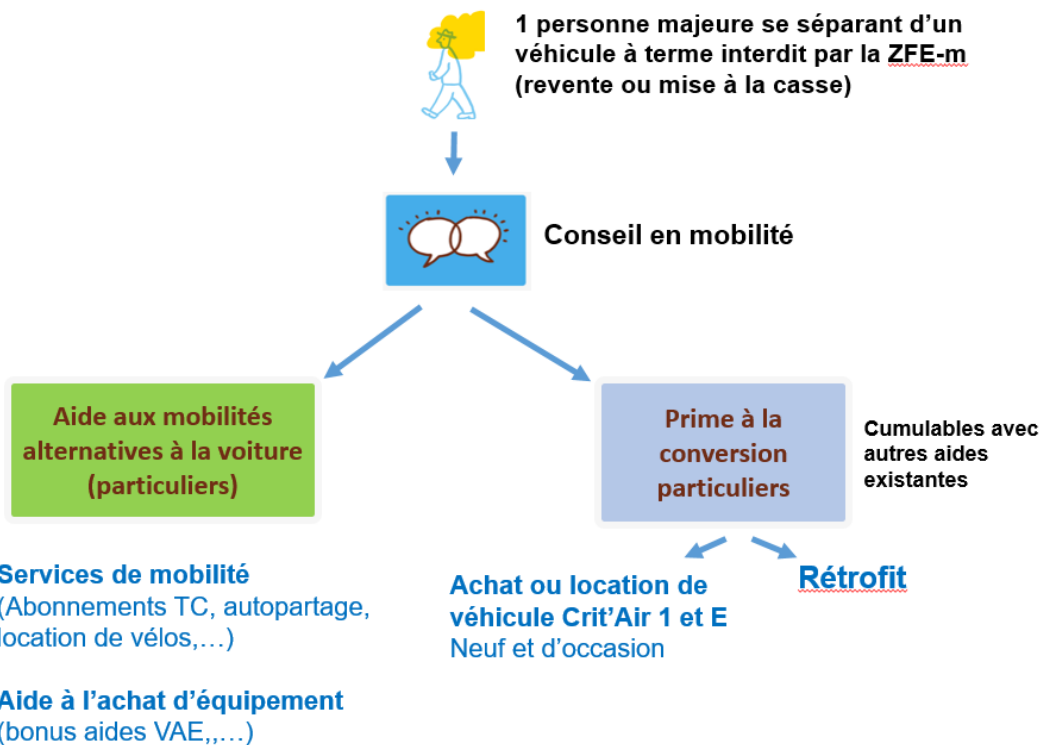 1 personne majeure se séparant d’un
véhicule à terme interdit par la ZFE-m
(revente ou mise à la casse)
Conseil en mobilité
Aide aux mobilités
alternatives à la voiture
(particuliers)
Prime à la
conversion
particuliers
Cumulables avec
autres aides
existantes
Services de mobilité
(Abonnements TC, autopartage,
location de vélos,…)
Aide à l’achat d’équipement
(bonus aides VAE,,…)
Achat ou location de
véhicule Crit’Air 1 et E
Neuf et d’occasion
Rétrofit